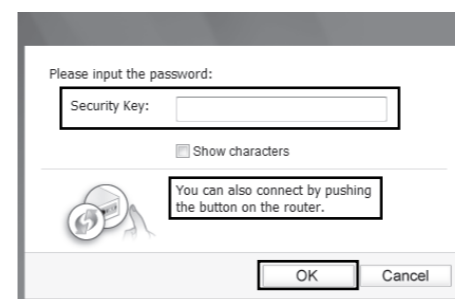 Please input the password:
Security Key:
Show characters
You can also connect by pushing
the button on the router.
OK Cancel